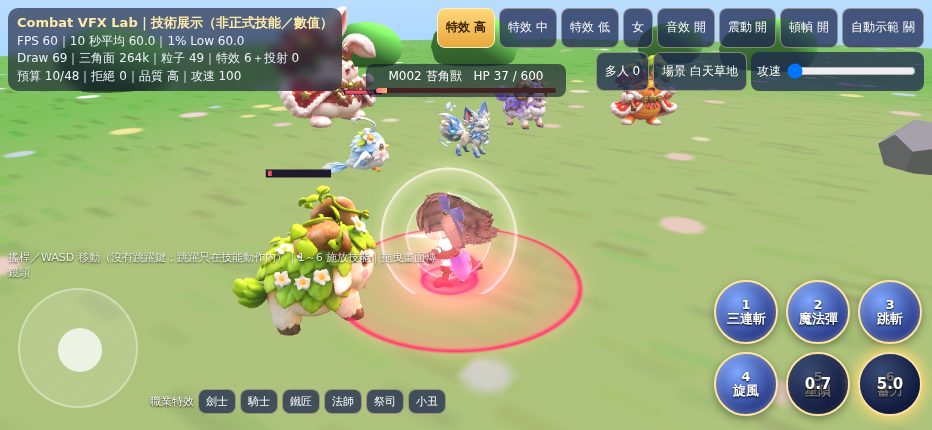 Combat VFX Lab｜技術展示（非正式技能／數值）
FPS 60｜10 秒平均 60.0｜1% Low 60.0
Draw 69｜三角面 264k｜粒子 49｜特效 6＋投射 0
預算 10/48｜拒絕 0｜品質 高｜攻速 100
特效 高
特效 中
特效 低
女
音效 開
震動 開
頓幀 開
自動示範 關
多人 0
場景 白天草地
攻速
M002 苔角獸 HP 37 / 600
搖桿／WASD 移動（沒有跳躍鍵；跳躍只在技能動作內）｜1～6 施放技能｜拖曳畫面轉
鏡頭
1
三連斬
2
魔法彈
3
跳斬
4
旋風
0.7
5.0
職業特效
劍士
騎士
鐵匠
法師
祭司
小丑